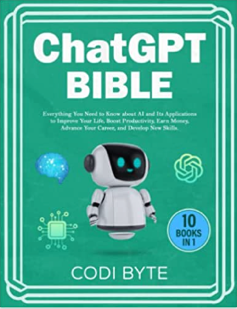 ChatGPT
BIBLE
Everything You Need to Know about AI and Its Applications
to Improve Your Life, Boost Productivity, Earn Money,
Advance Your Career, and Develop New Skills.
10
BOOKS
IN 1
CODI BYTE